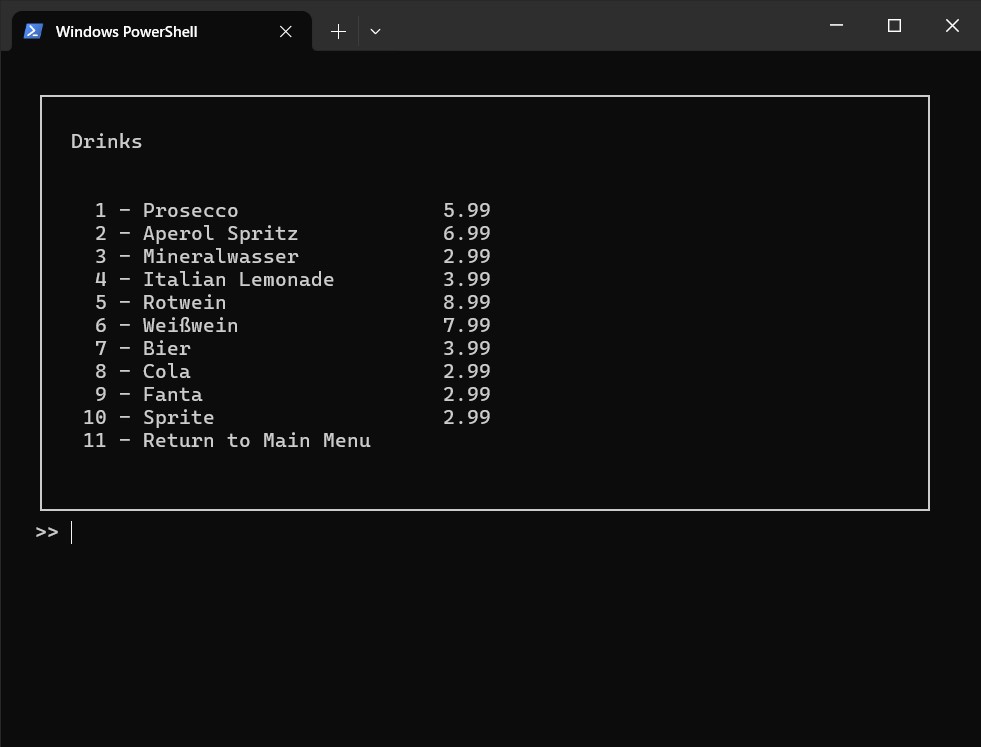 Windows PowerShell
Drinks
1 - Prosecco 5.99
2 - Aperol Spritz 6.99
3 - Mineralwasser 2.99
4 - Italian Lemonade 3.99
5 - Rotwein 8.99
6 - Weißwein 7.99
7 - Bier 3.99
8 - Cola 2.99
9 - Fanta 2.99
10 - Sprite 2.99
11 - Return to Main Menu
>>